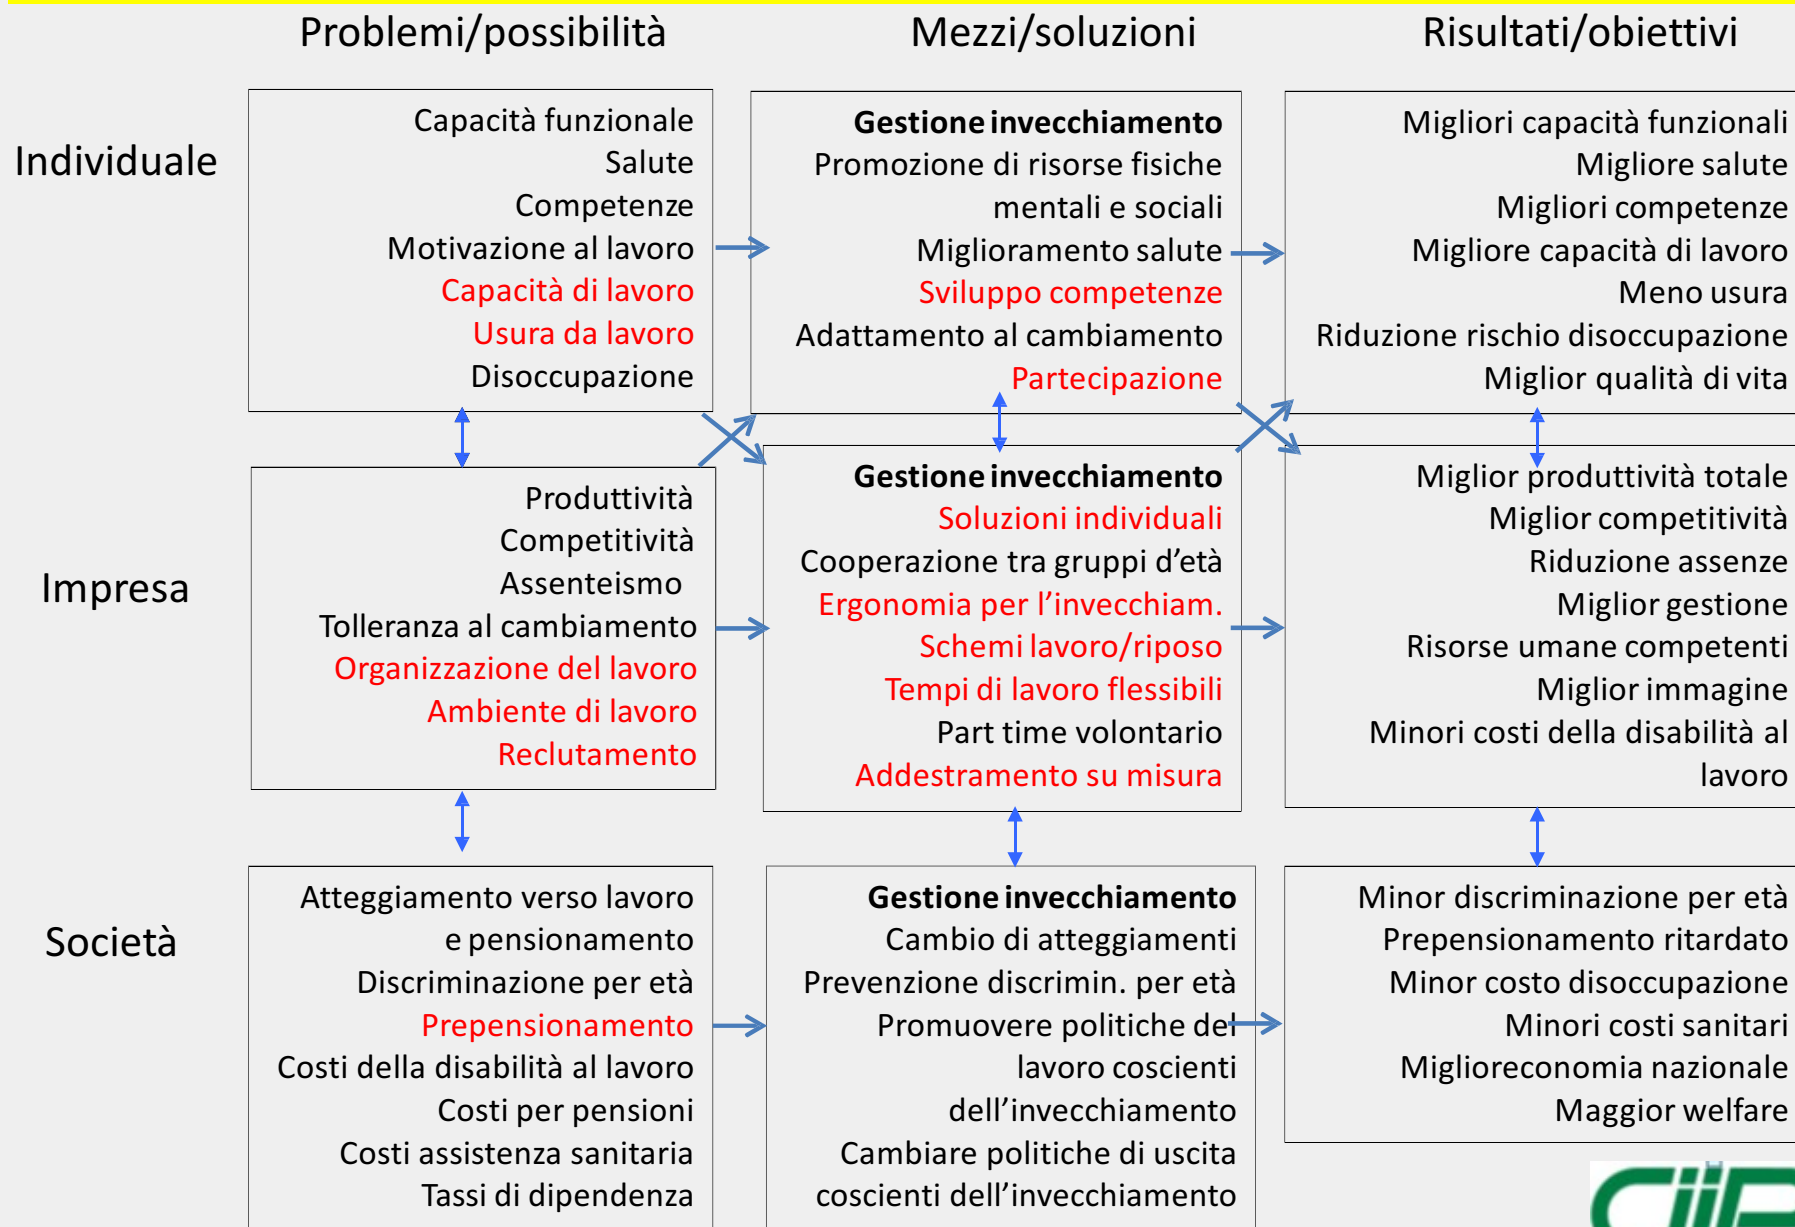 Problemi/possibilità
Mezzi/soluzioni
Risultati/obiettivi
Individuale
Capacità funzionale
Salute
Competenze
Motivazione al lavoro
Capacità di lavoro
Usura da lavoro
Disoccupazione
Gestione invecchiamento
Promozione di risorse fisiche
mentali e sociali
Miglioramento salute
Sviluppo competenze
Adattamento al cambiamento
Partecipazione
Migliori capacità funzionali
Migliore salute
Migliori competenze
Migliore capacità di lavoro
Meno usura
Riduzione rischio disoccupazione
Miglior qualità di vita
Impresa
Produttività
Competitività
Assenteismo
Tolleranza al cambiamento
Organizzazione del lavoro
Ambiente di lavoro
Reclutamento
Gestione invecchiamento
Soluzioni individuali
Cooperazione tra gruppi d'età
Ergonomia per l'invecchiam.
Schemi lavoro/riposo
Tempi di lavoro flessibili
Part time volontario
Addestramento su misura
Miglior produttività totale
Miglior competitività
Riduzione assenze
Miglior gestione
Risorse umane competenti
Miglior immagine
Minori costi della disabilità al
lavoro
Società
Atteggiamento verso lavoro
e pensionamento
Discriminazione per età
Prepensionamento
Costi della disabilità al lavoro
Costi per pensioni
Costi assistenza sanitaria
Tassi di dipendenza
Gestione invecchiamento
Cambio di atteggiamenti
Prevenzione discrimin. per età
Promuovere politiche del
lavoro coscienti
dell'invecchiamento
Cambiare politiche di uscita
coscienti dell'invecchiamento
Minor discriminazione per età
Prepensionamento ritardato
Minor costo disoccupazione
Minori costi sanitari
Miglioreconomia nazionale
Maggior welfare